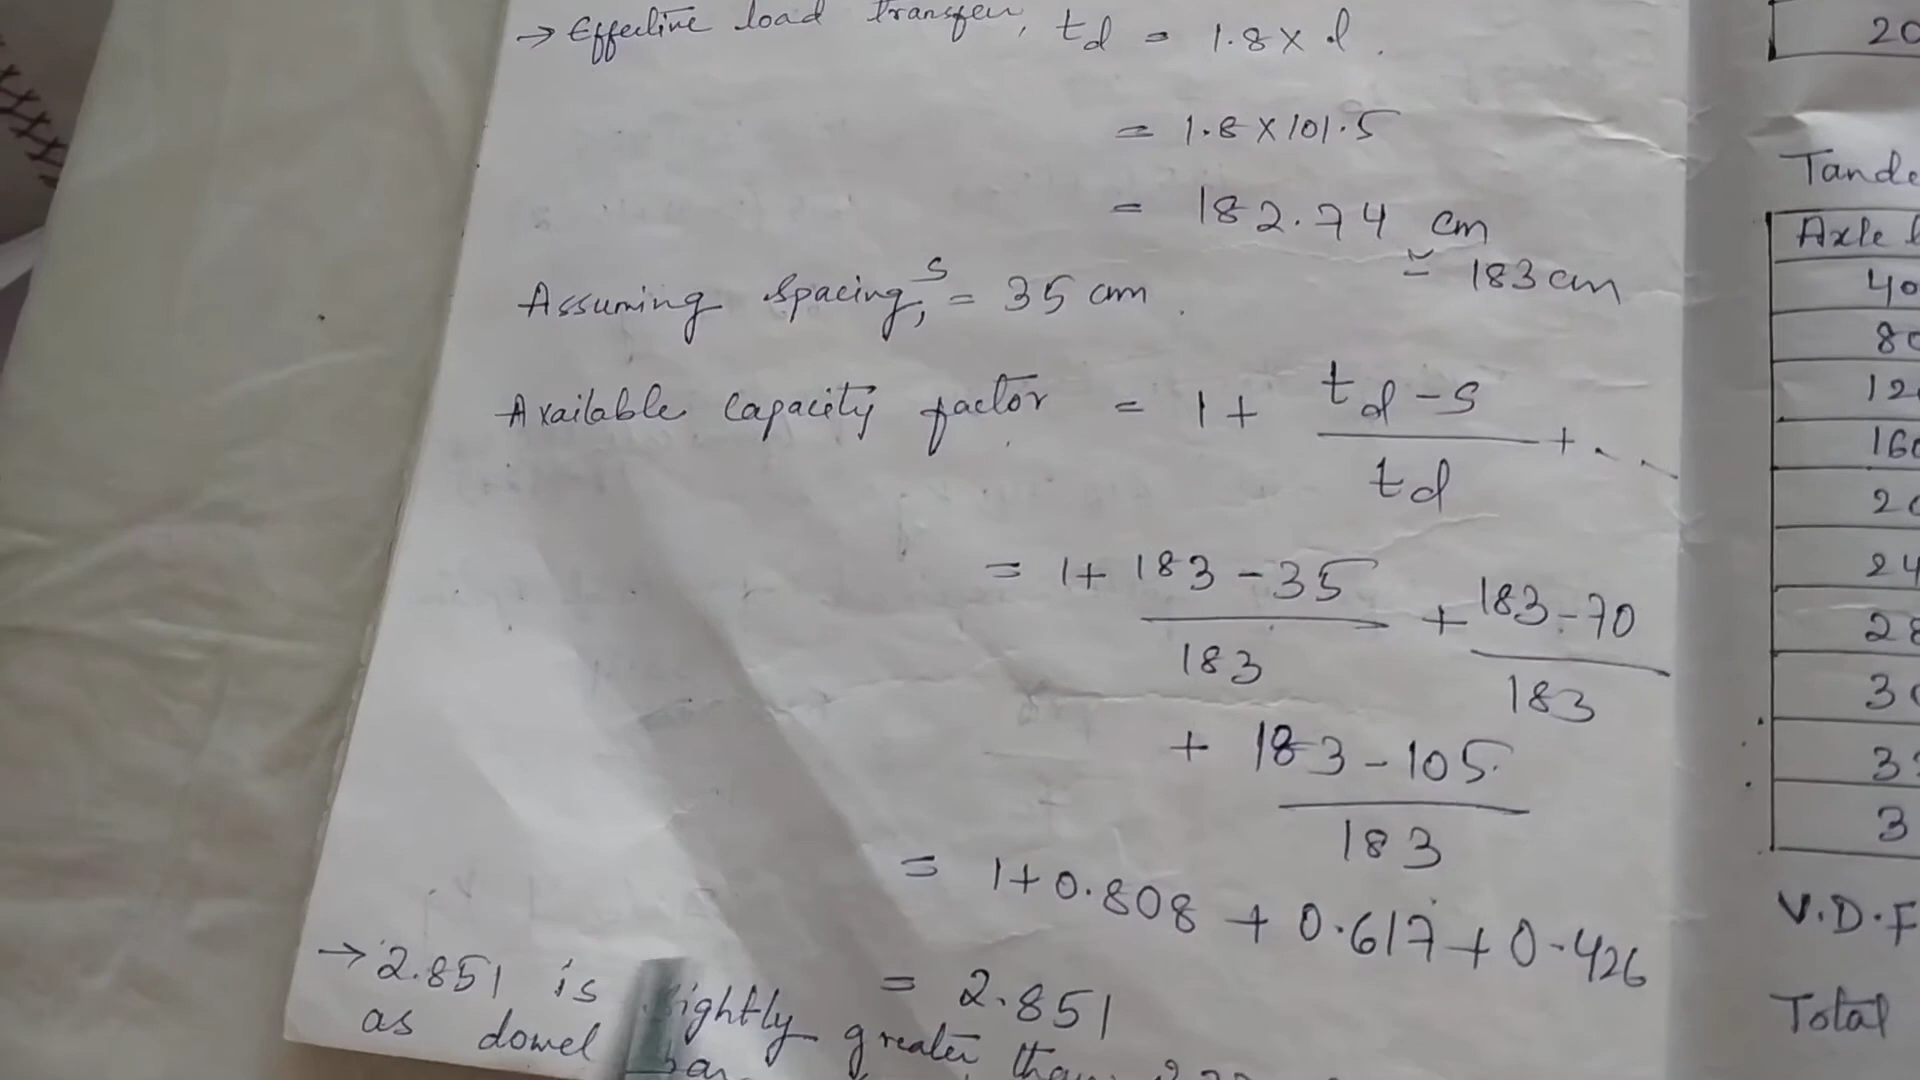 → Effective load transfer, td = 1.8 × l.
= 1.8 × 101.5
= 182.74 cm
≃ 183 cm
Assuming spacing, s = 35 cm.
Available capacity factor = 1 + td - s / td + ...
= 1 + 183 - 35 / 183 + 183 - 70 / 183
+ 183 - 105 / 183
= 1 + 0.808 + 0.617 + 0.426
= 2.851
→ 2.851 is slightly greater than
as dowel bar
Tande
Axle l
40
80
12
160
20
24
28
30
3
3
V.D.F
Total